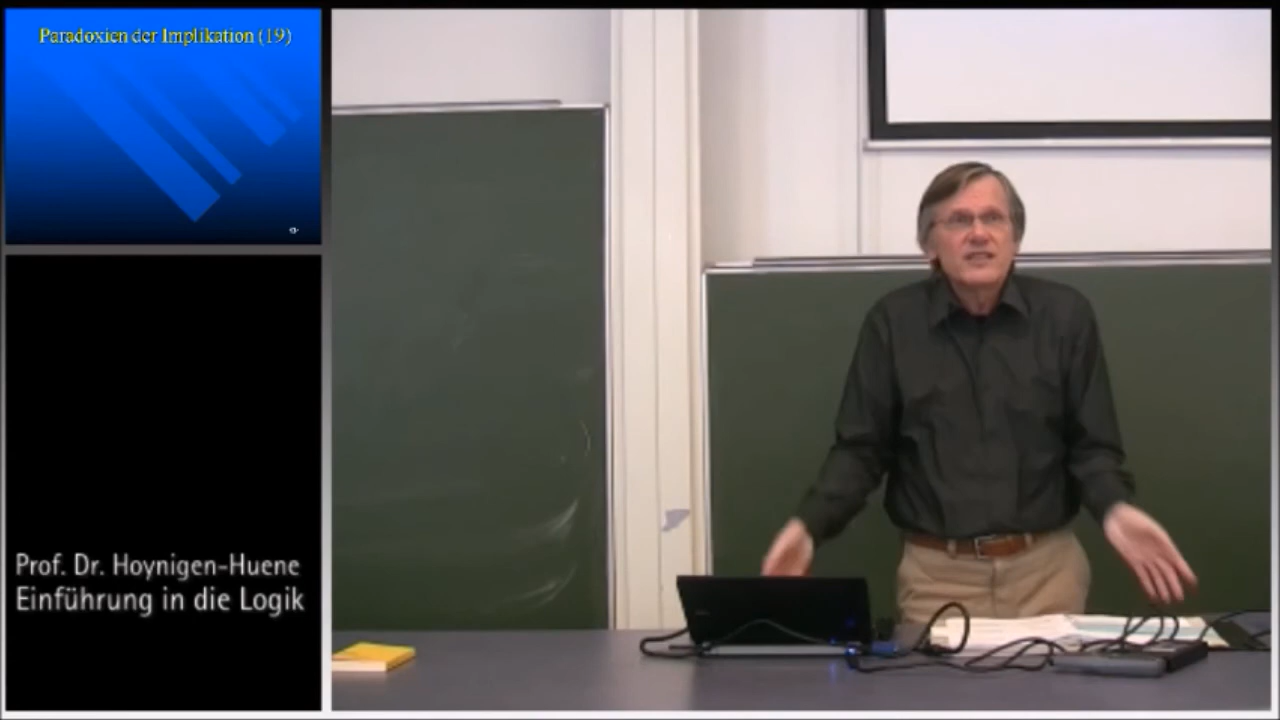 Paradoxien der Implikation (19)
Prof. Dr. Hoynigen-Huene
Einführung in die Logik